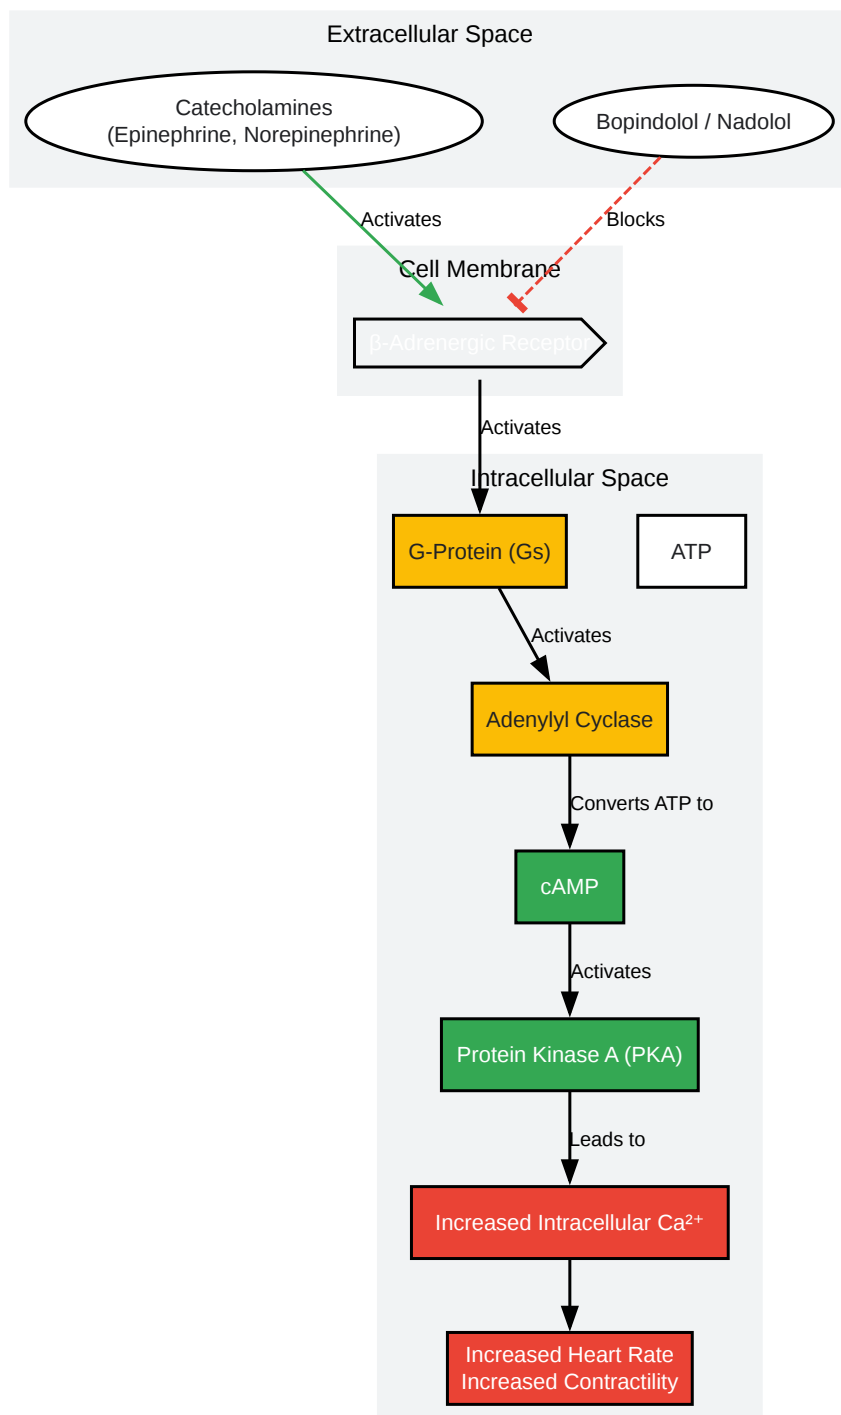 Extracellular Space
Catecholamines
(Epinephrine, Norepinephrine)
Bopindolol / Nadolol
Activates
Blocks
Cell Membrane
β-Adrenergic Receptor
Activates
Intracellular Space
G-Protein (Gs)
ATP
Activates
Adenylyl Cyclase
Converts ATP to
cAMP
Activates
Protein Kinase A (PKA)
Leads to
Increased Intracellular Ca²⁺
Increased Heart Rate
Increased Contractility